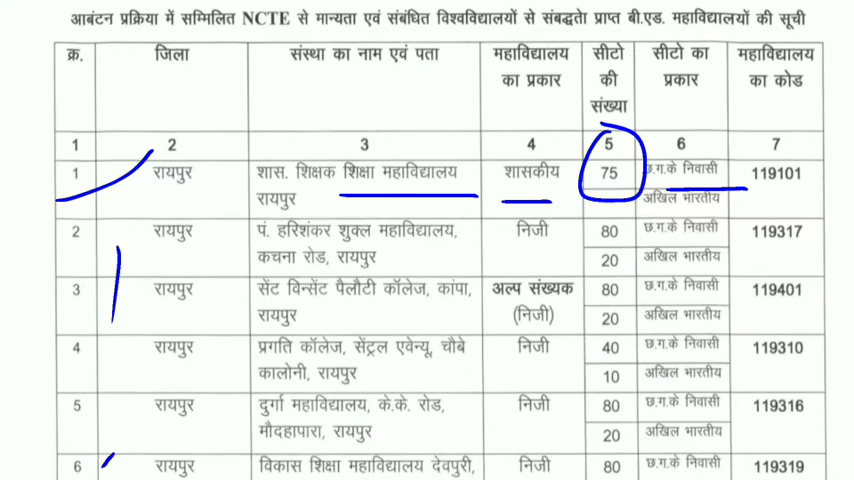 आबंटन प्रक्रिया में सम्मिलित NCTE से मान्यता एवं संबंधित विश्वविद्यालयों से संबद्धता प्राप्त बी.एड. महाविद्यालयों की सूची
क्र. जिला संस्था का नाम एवं पता महाविद्यालय का प्रकार सीटो की संख्या सीटो का प्रकार महाविद्यालय का कोड
1 2 3 4 5 6 7
1 रायपुर शास. शिक्षक शिक्षा महाविद्यालय शासकीय 75 छ.ग.के निवासी 119101
रायपुर अखिल भारतीय
2 रायपुर पं. हरिशंकर शुक्ल महाविद्यालय, निजी 80 छ.ग.के निवासी 119317
कचना रोड, रायपुर 20 अखिल भारतीय
3 रायपुर सेंट विन्सेंट पैलौटी कॉलेज, कांपा, अल्प संख्यक 80 छ.ग.के निवासी 119401
रायपुर (निजी) 20 अखिल भारतीय
4 रायपुर प्रगति कॉलेज, सेंट्रल एवेन्यू, चौबे निजी 40 छ.ग.के निवासी 119310
कालोनी, रायपुर 10 अखिल भारतीय
5 रायपुर दुर्गा महाविद्यालय, के.के. रोड, निजी 80 छ.ग.के निवासी 119316
मौदहापारा, रायपुर 20 अखिल भारतीय
6 रायपुर विकास शिक्षा महाविद्यालय देवपुरी, निजी 80 छ.ग.के निवासी 119319